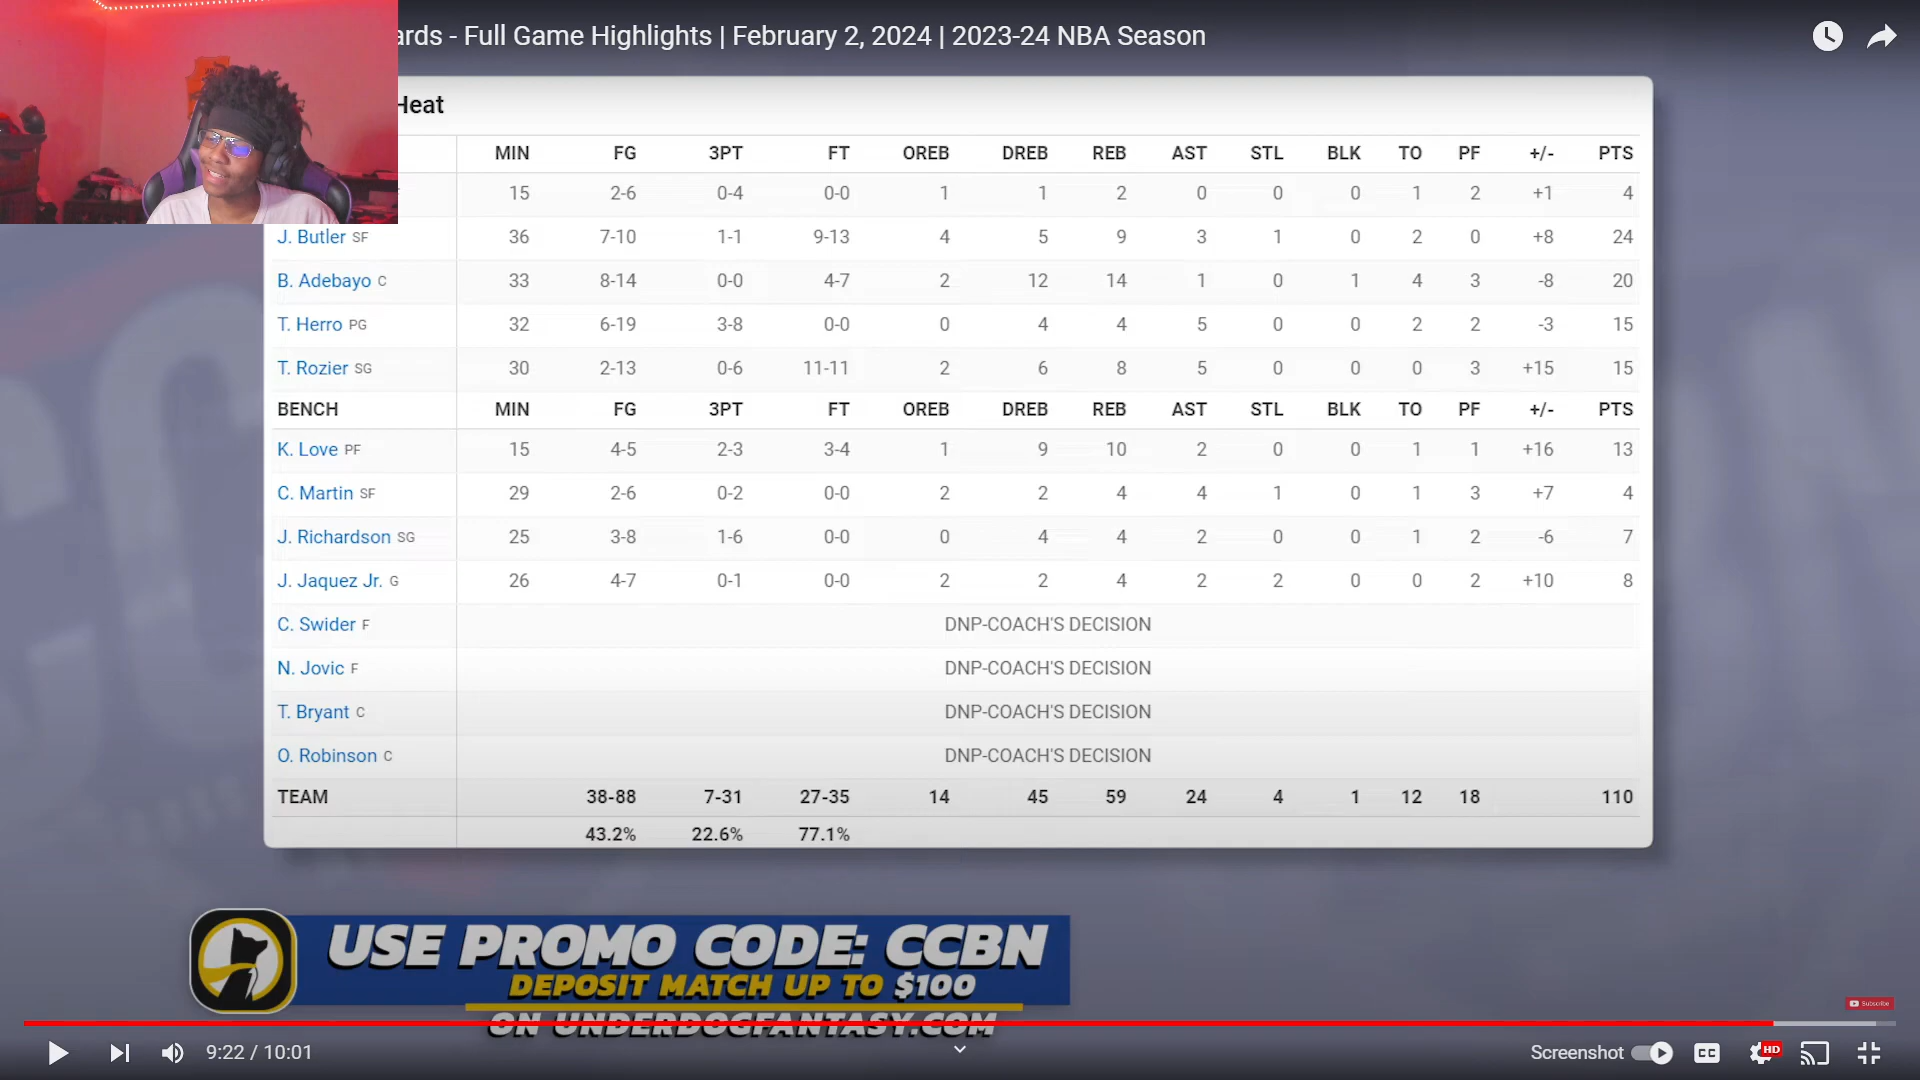 ards - Full Game Highlights | February 2, 2024 | 2023-24 NBA Season
Heat
MIN FG 3PT FT OREB DREB REB AST STL BLK TO PF +/- PTS
15 2-6 0-4 0-0 1 1 2 0 0 0 1 2 +1 4
J. Butler SF 36 7-10 1-1 9-13 4 5 9 3 1 0 2 0 +8 24
B. Adebayo C 33 8-14 0-0 4-7 2 12 14 1 0 1 4 3 -8 20
T. Herro PG 32 6-19 3-8 0-0 0 4 4 5 0 0 2 2 -3 15
T. Rozier SG 30 2-13 0-6 11-11 2 6 8 5 0 0 0 3 +15 15
BENCH MIN FG 3PT FT OREB DREB REB AST STL BLK TO PF +/- PTS
K. Love PF 15 4-5 2-3 3-4 1 9 10 2 0 0 1 1 +16 13
C. Martin SF 29 2-6 0-2 0-0 2 2 4 4 1 0 1 3 +7 4
J. Richardson SG 25 3-8 1-6 0-0 0 4 4 2 0 0 1 2 -6 7
J. Jaquez Jr. G 26 4-7 0-1 0-0 2 2 4 2 2 0 0 2 +10 8
C. Swider F DNP-COACH'S DECISION
N. Jovic F DNP-COACH'S DECISION
T. Bryant C DNP-COACH'S DECISION
O. Robinson C DNP-COACH'S DECISION
TEAM 38-88 7-31 27-35 14 45 59 24 4 1 12 18 110
43.2% 22.6% 77.1%
USE PROMO CODE: CCBN
DEPOSIT MATCH UP TO $100
ON UNDERDOGFANTASY.COM
Subscribe
9:22 / 10:01
Screenshot
CC
HD